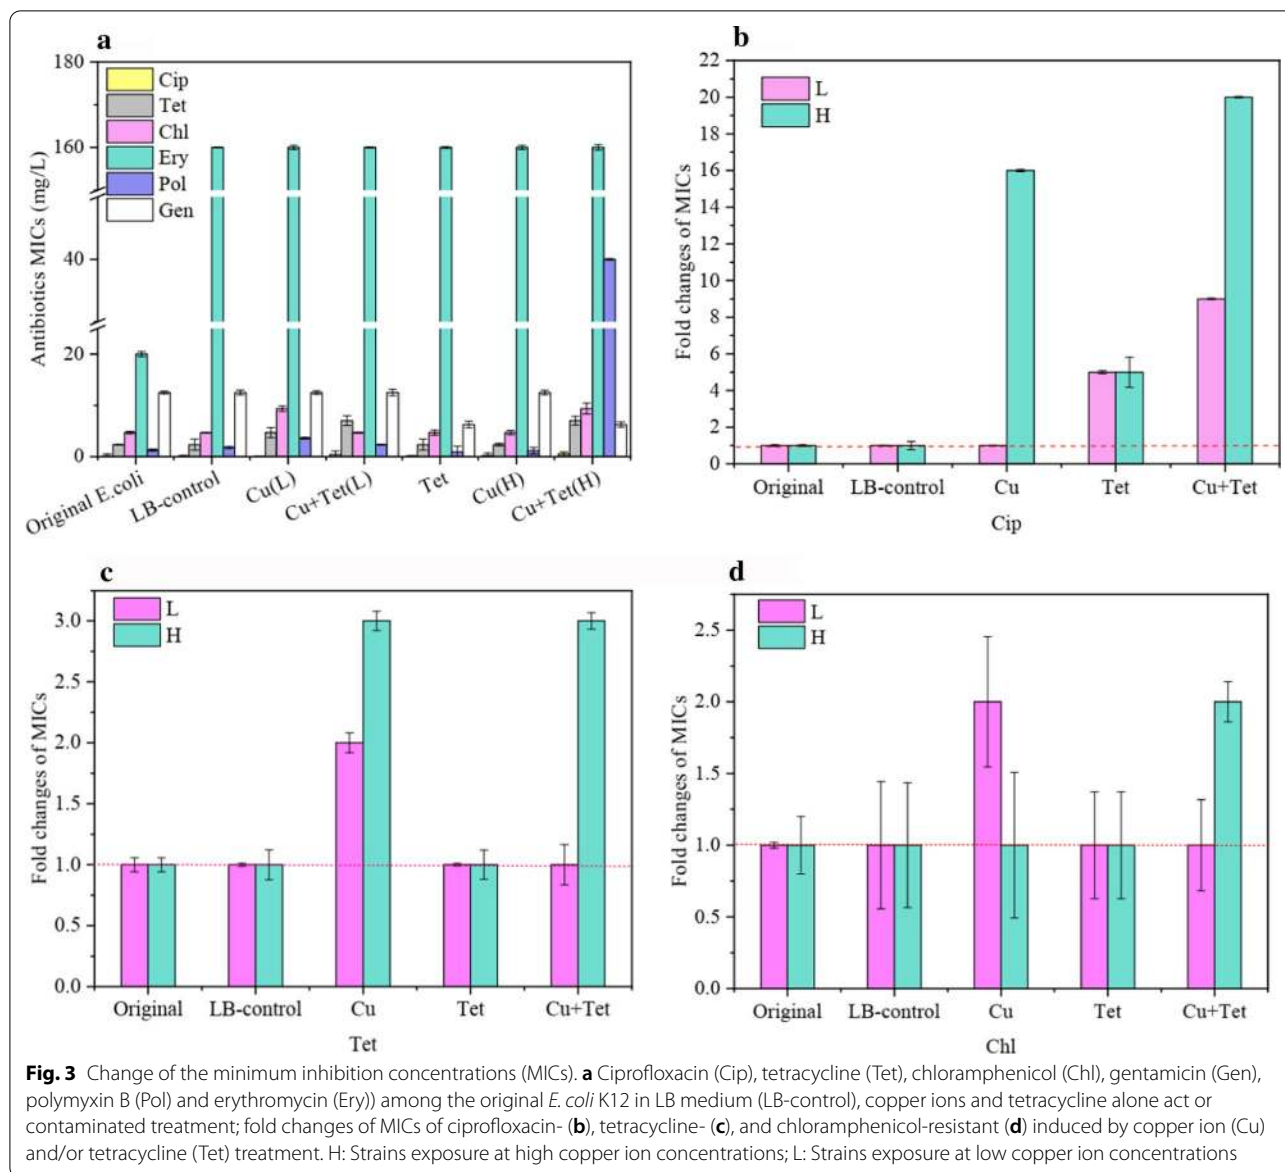 a
180
160
40
20
0
Antibiotics MICs (mg/L)
Cip
Tet
Chl
Ery
Pol
Gen
Original E.coli
LB-control
Cu(L)
Cu+Tet(L)
Tet
Cu(H)
Cu+Tet(H)
b
22
20
18
16
14
12
10
8
6
4
2
0
Fold changes of MICs
L
H
Original LB-control Cu Tet Cu+Tet
Cip
c
3.0
2.5
2.0
1.5
1.0
0.5
0.0
Fold changes of MICs
L
H
Original LB-control Cu Tet Cu+Tet
Tet
d
2.5
2.0
1.5
1.0
0.5
0.0
Fold changes of MICs
L
H
Original LB-control Cu Tet Cu+Tet
Chl
Fig. 3 Change of the minimum inhibition concentrations (MICs). a Ciprofloxacin (Cip), tetracycline (Tet), chloramphenicol (Chl), gentamicin (Gen),
polymyxin B (Pol) and erythromycin (Ery)) among the original E. coli K12 in LB medium (LB-control), copper ions and tetracycline alone act or
contaminated treatment; fold changes of MICs of ciprofloxacin- (b), tetracycline- (c), and chloramphenicol-resistant (d) induced by copper ion (Cu)
and/or tetracycline (Tet) treatment. H: Strains exposure at high copper ion concentrations; L: Strains exposure at low copper ion concentrations